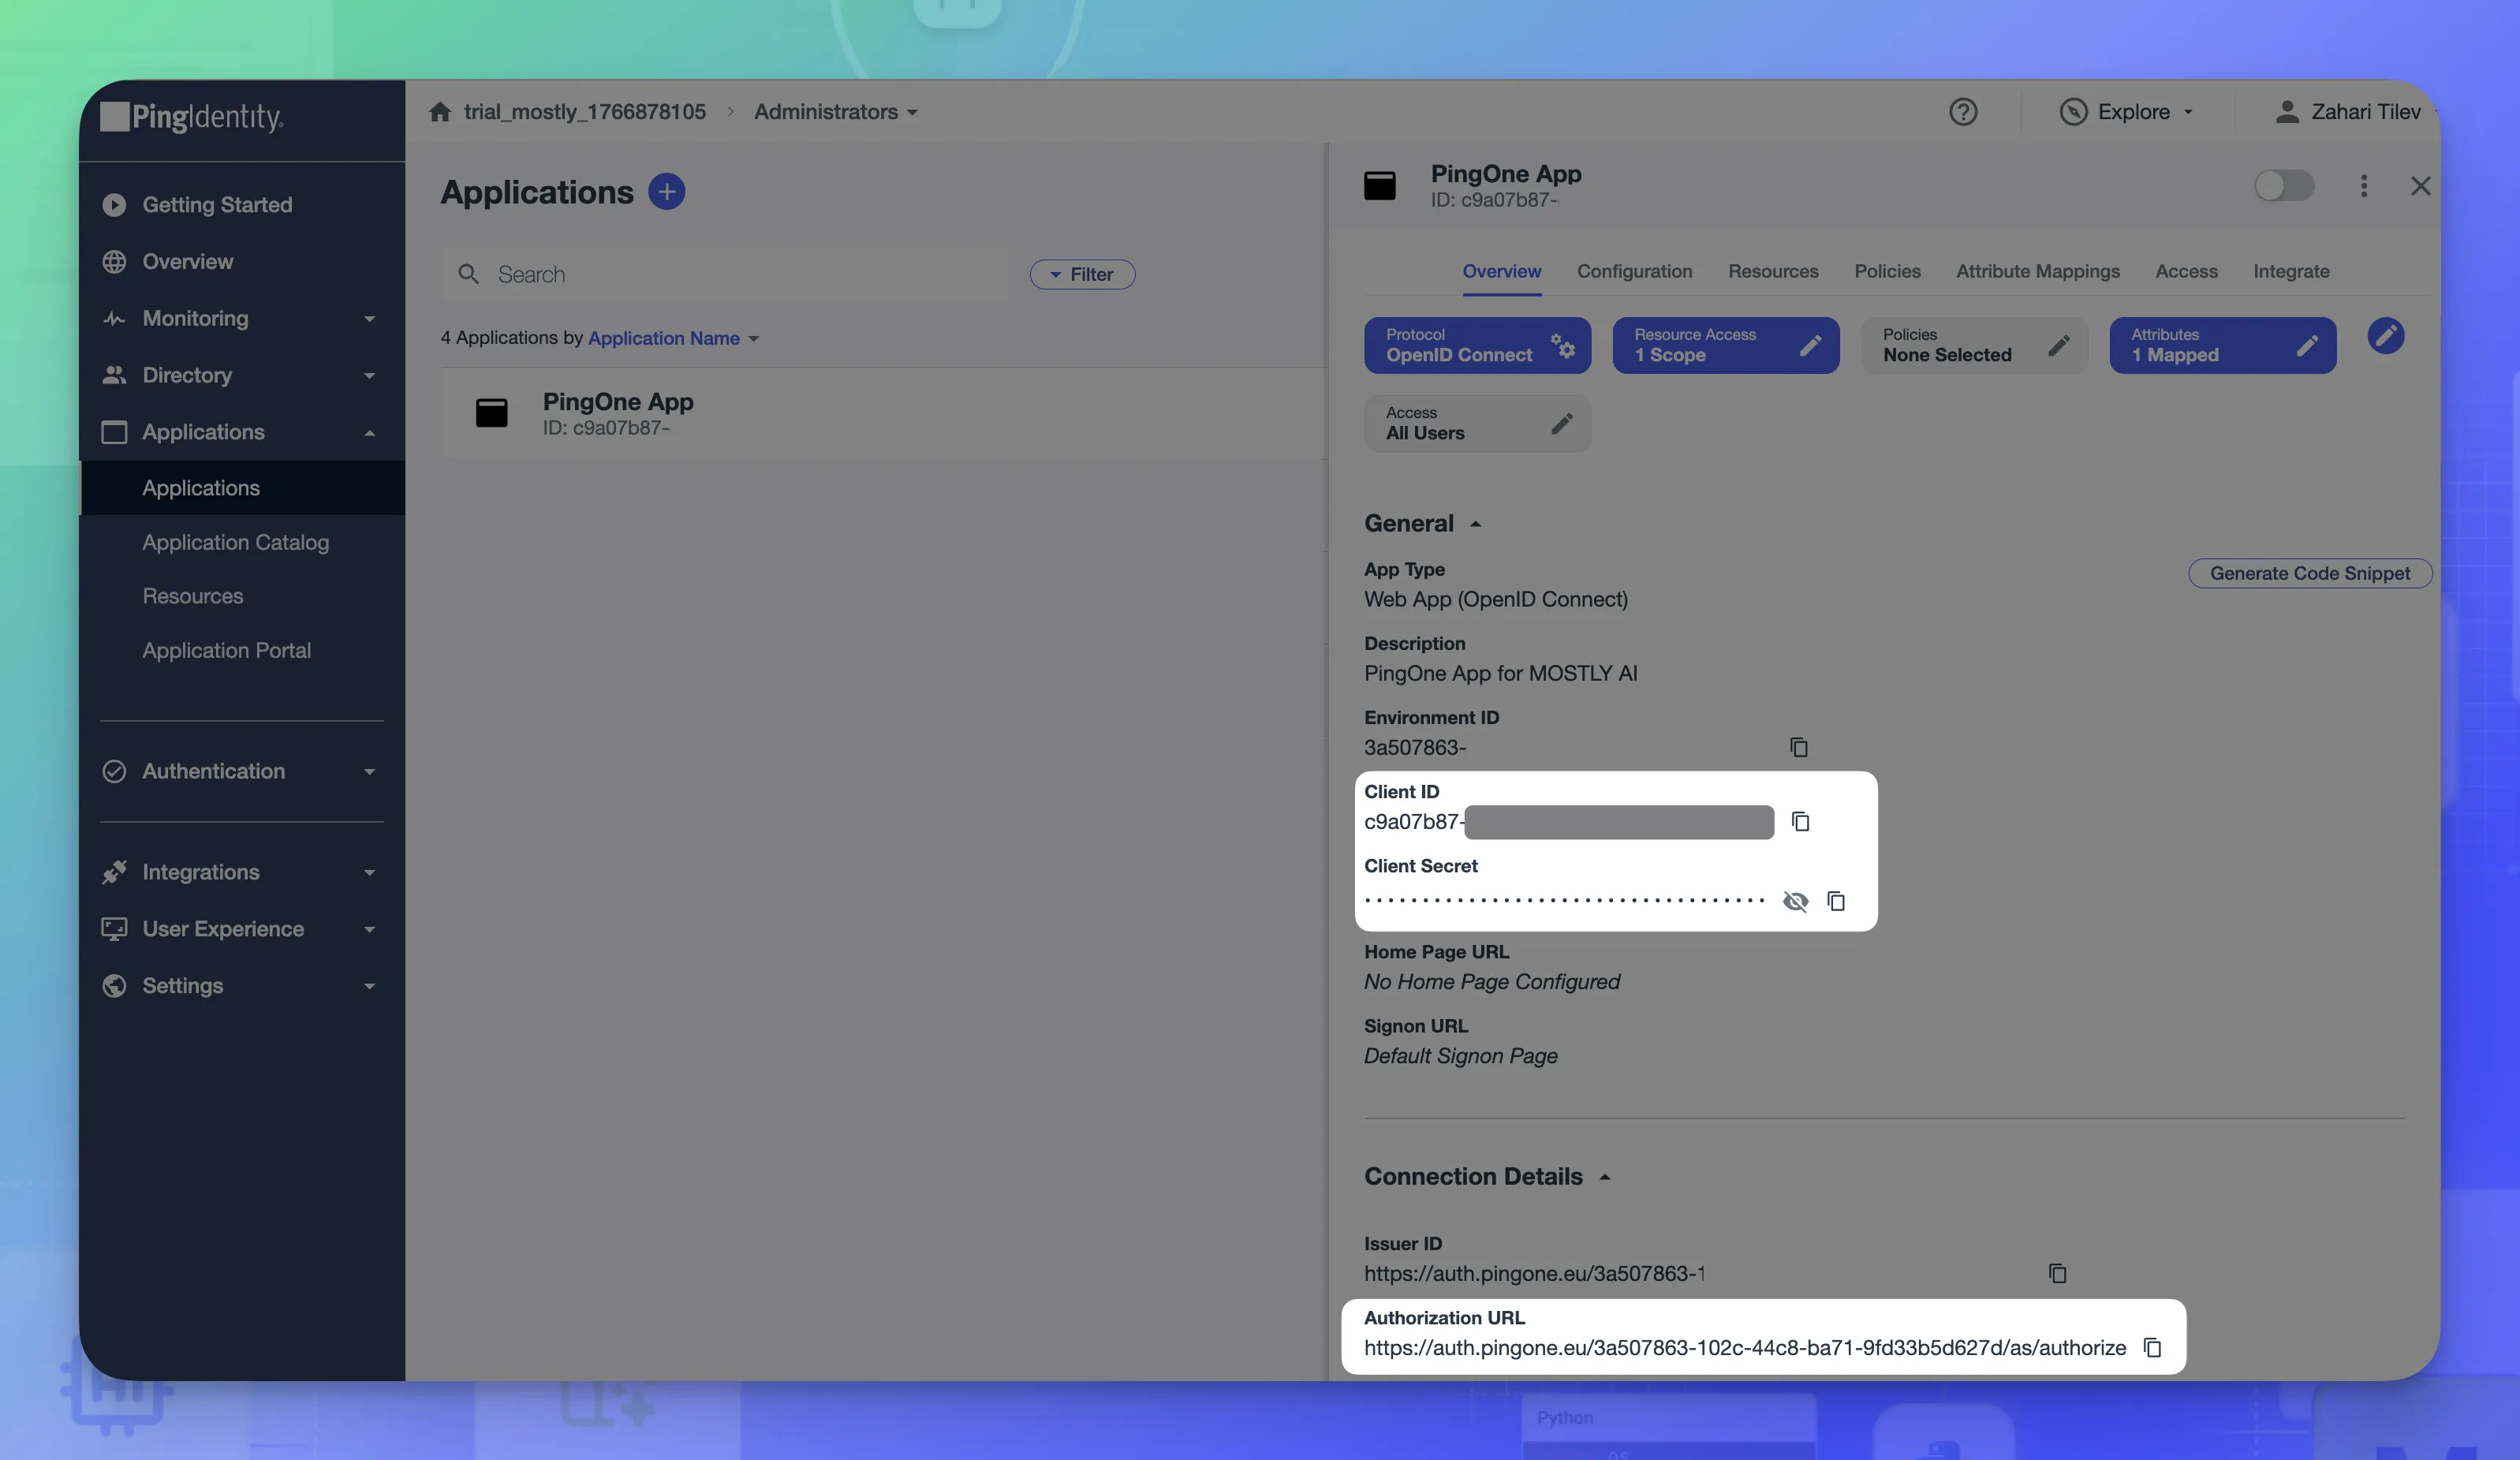 PingIdentity.
trial_mostly_1766878105 > Administrators
Explore
Zahari Tilev
Getting Started
Overview
Monitoring
Directory
Applications
Applications
Application Catalog
Resources
Application Portal
Authentication
Integrations
User Experience
Settings
Applications
Search
Filter
4 Applications by Application Name
PingOne App
ID: c9a07b87-
PingOne App
ID: c9a07b87-
Overview Configuration Resources Policies Attribute Mappings Access Integrate
Protocol
OpenID Connect
Resource Access
1 Scope
Policies
None Selected
Attributes
1 Mapped
Access
All Users
General
App Type
Generate Code Snippet
Web App (OpenID Connect)
Description
PingOne App for MOSTLY AI
Environment ID
3a507863-
Client ID
c9a07b87-
Client Secret
Home Page URL
No Home Page Configured
Signon URL
Default Signon Page
Connection Details
Issuer ID
https://auth.pingone.eu/3a507863-1
Authorization URL
https://auth.pingone.eu/3a507863-102c-44c8-ba71-9fd33b5d627d/as/authorize
Python